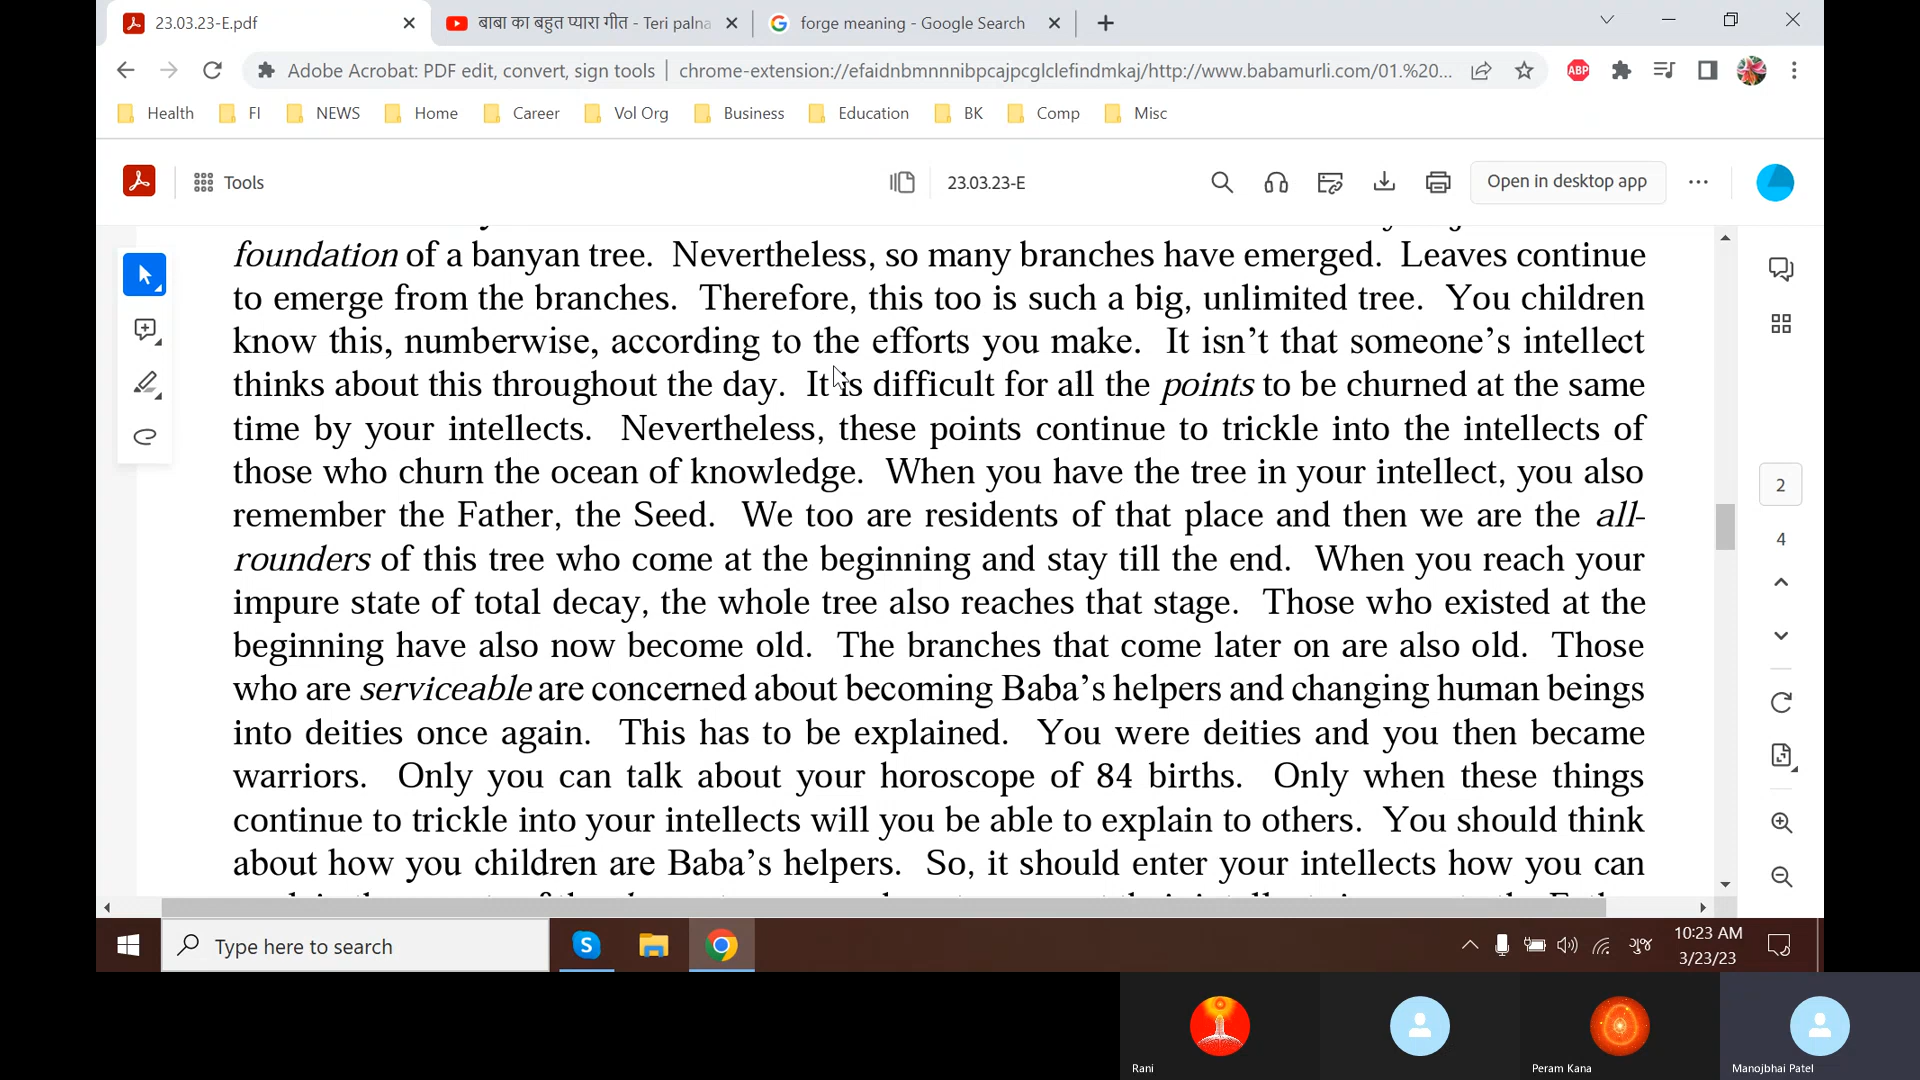 23.03.23-E.pdf
बाबा का बहुत प्यारा गीत - Teri palna
forge meaning - Google Search
Adobe Acrobat: PDF edit, convert, sign tools
chrome-extension://efaidnbmnnnibpcajpcglclefindmkaj/http://www.babamurli.com/01.%20...
ABP
Health
FI
NEWS
Home
Career
Vol Org
Business
Education
BK
Comp
Misc
Tools
23.03.23-E
Open in desktop app
foundation of a banyan tree. Nevertheless, so many branches have emerged. Leaves continue
to emerge from the branches. Therefore, this too is such a big, unlimited tree. You children
know this, numberwise, according to the efforts you make. It isn't that someone's intellect
thinks about this throughout the day. It is difficult for all the points to be churned at the same
time by your intellects. Nevertheless, these points continue to trickle into the intellects of
those who churn the ocean of knowledge. When you have the tree in your intellect, you also
remember the Father, the Seed. We too are residents of that place and then we are the all-
rounders of this tree who come at the beginning and stay till the end. When you reach your
impure state of total decay, the whole tree also reaches that stage. Those who existed at the
beginning have also now become old. The branches that come later on are also old. Those
who are serviceable are concerned about becoming Baba's helpers and changing human beings
into deities once again. This has to be explained. You were deities and you then became
warriors. Only you can talk about your horoscope of 84 births. Only when these things
continue to trickle into your intellects will you be able to explain to others. You should think
about how you children are Baba's helpers. So, it should enter your intellects how you can
2
4
Type here to search
ગુજ
10:23 AM
3/23/23
Rani
Peram Kana
Manojbhai Patel